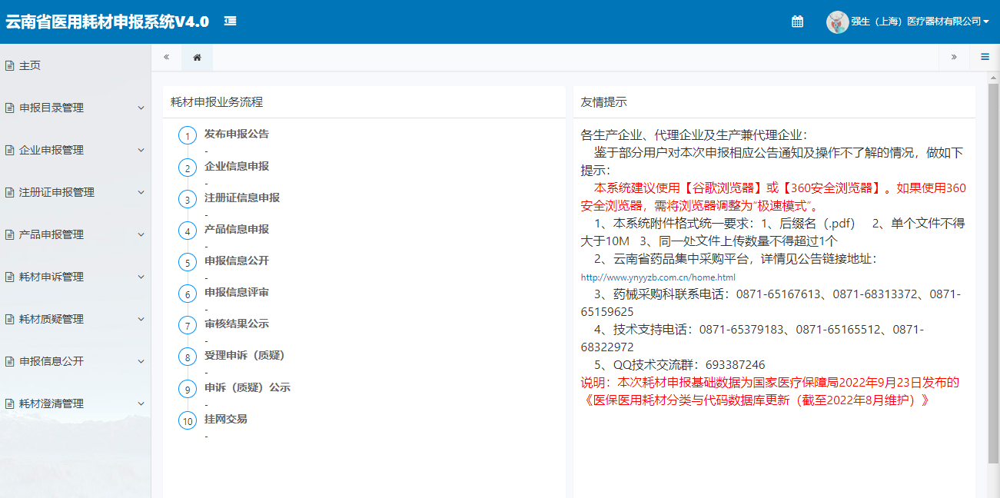 云南省医用耗材申报系统V4.0
强生（上海）医疗器材有限公司
主页
申报目录管理
企业申报管理
注册证申报管理
产品申报管理
耗材申诉管理
耗材质疑管理
申报信息公开
耗材澄清管理
耗材申报业务流程
1 发布申报公告
-
2 企业信息申报
-
3 注册证信息申报
-
4 产品信息申报
-
5 申报信息公开
-
6 申报信息评审
-
7 审核结果公示
-
8 受理申诉（质疑）
-
9 申诉（质疑）公示
-
10 挂网交易
-
友情提示
各生产企业、代理企业及生产兼代理企业：
鉴于部分用户对本次申报相应公告通知及操作不了解的情况，做如下
提示：
本系统建议使用【谷歌浏览器】或【360安全浏览器】。如果使用360
安全浏览器，需将浏览器调整为“极速模式”。
1、本系统附件格式统一要求：1、后缀名（.pdf） 2、单个文件不得
大于10M 3、同一处文件上传数量不得超过1个
2、云南省药品集中采购平台，详情见公告链接地址：
http://www.ynyyzb.com.cn/home.html
3、药械采购科联系电话：0871-65167613、0871-68313372、0871-
65159625
4、技术支持电话：0871-65379183、0871-65165512、0871-
68322972
5、QQ技术交流群：693387246
说明：本次耗材申报基础数据为国家医疗保障局2022年9月23日发布的
《医保医用耗材分类与代码数据库更新（截至2022年8月维护）》